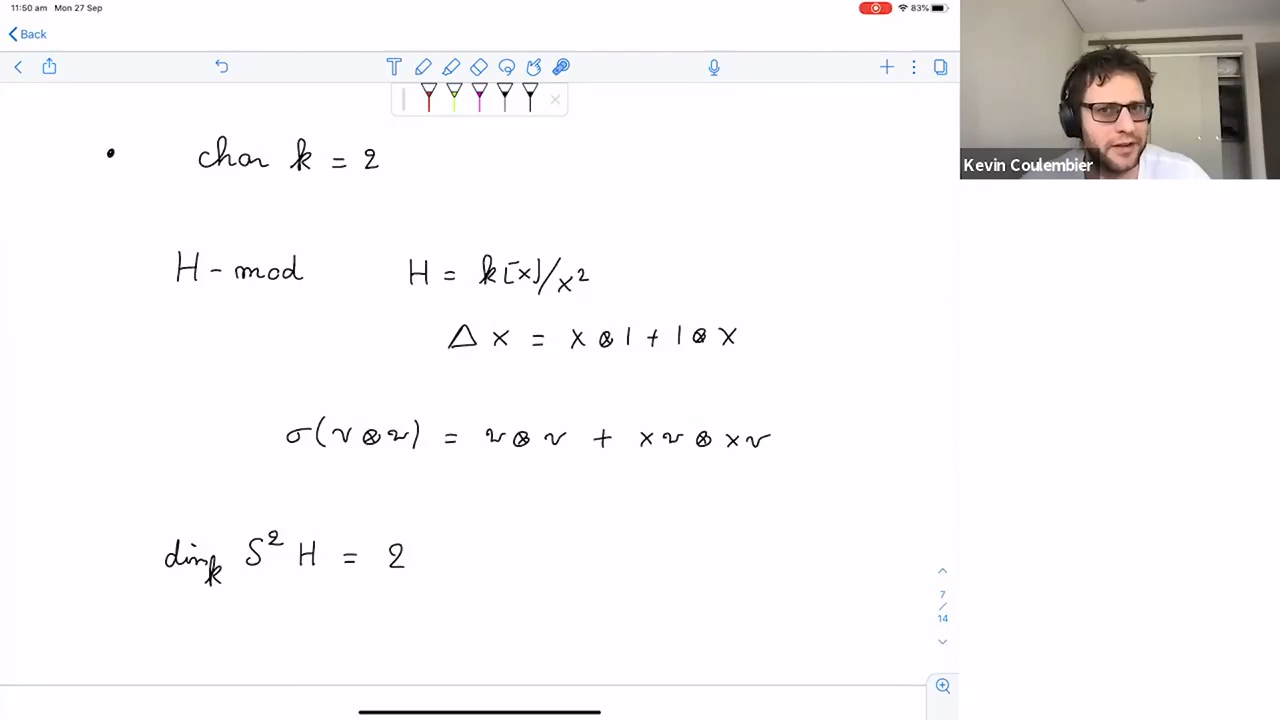 11:50 am Mon 27 Sep
83%
Back
T
• char k = 2
Kevin Coulembier
H - mod H = k[x]/x²
Δ x = x ⊗ 1 + 1 ⊗ x
σ(v ⊗ w) = w ⊗ v + xw ⊗ xv
dim_k S² H = 2
7
/
14